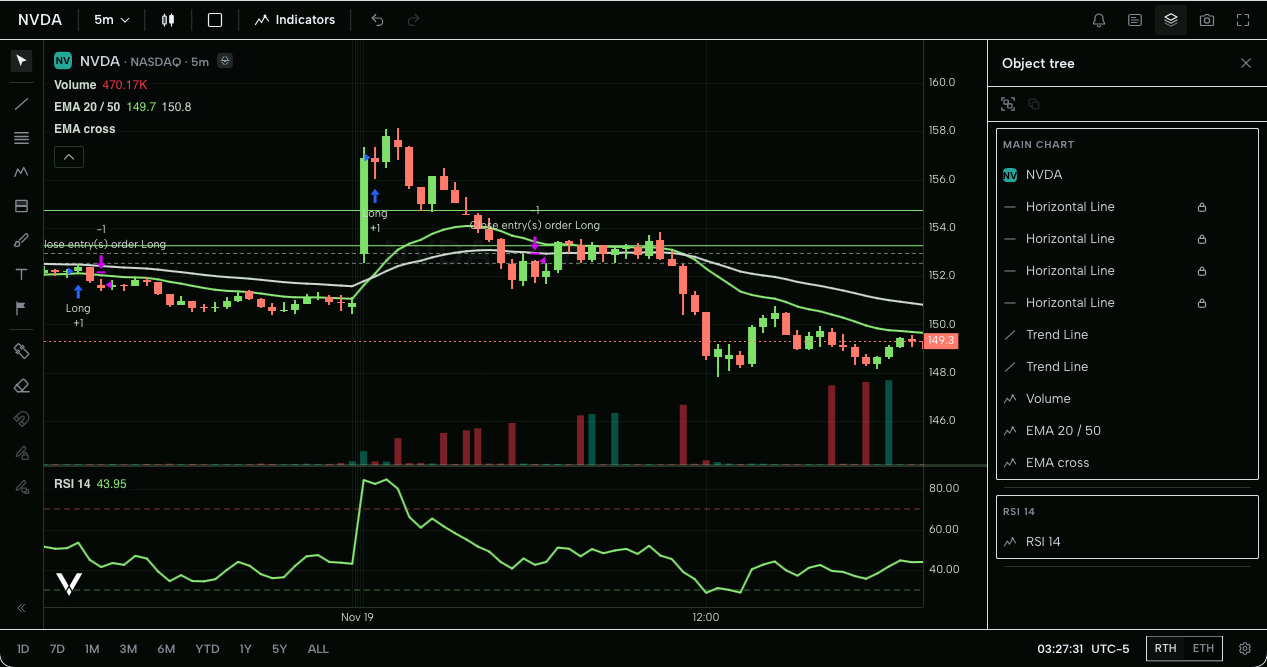 NVDA 5m Indicators
NV NVDA · NASDAQ · 5m
Volume 470.17K
EMA 20 / 50 149.7 150.8
EMA cross
160.0
158.0
156.0
154.0
152.0
150.0
149.3
148.0
146.0
−1
lose entry(s) order Long
Long
+1
Long
+1
-1
Close entry(s) order Long
RSI 14 43.95
80.00
60.00
40.00
Nov 19 12:00
Object tree
MAIN CHART
NV NVDA
Horizontal Line
Horizontal Line
Horizontal Line
Horizontal Line
Trend Line
Trend Line
Volume
EMA 20 / 50
EMA cross
RSI 14
RSI 14
1D 7D 1M 3M 6M YTD 1Y 5Y ALL
03:27:31 UTC-5 RTH ETH